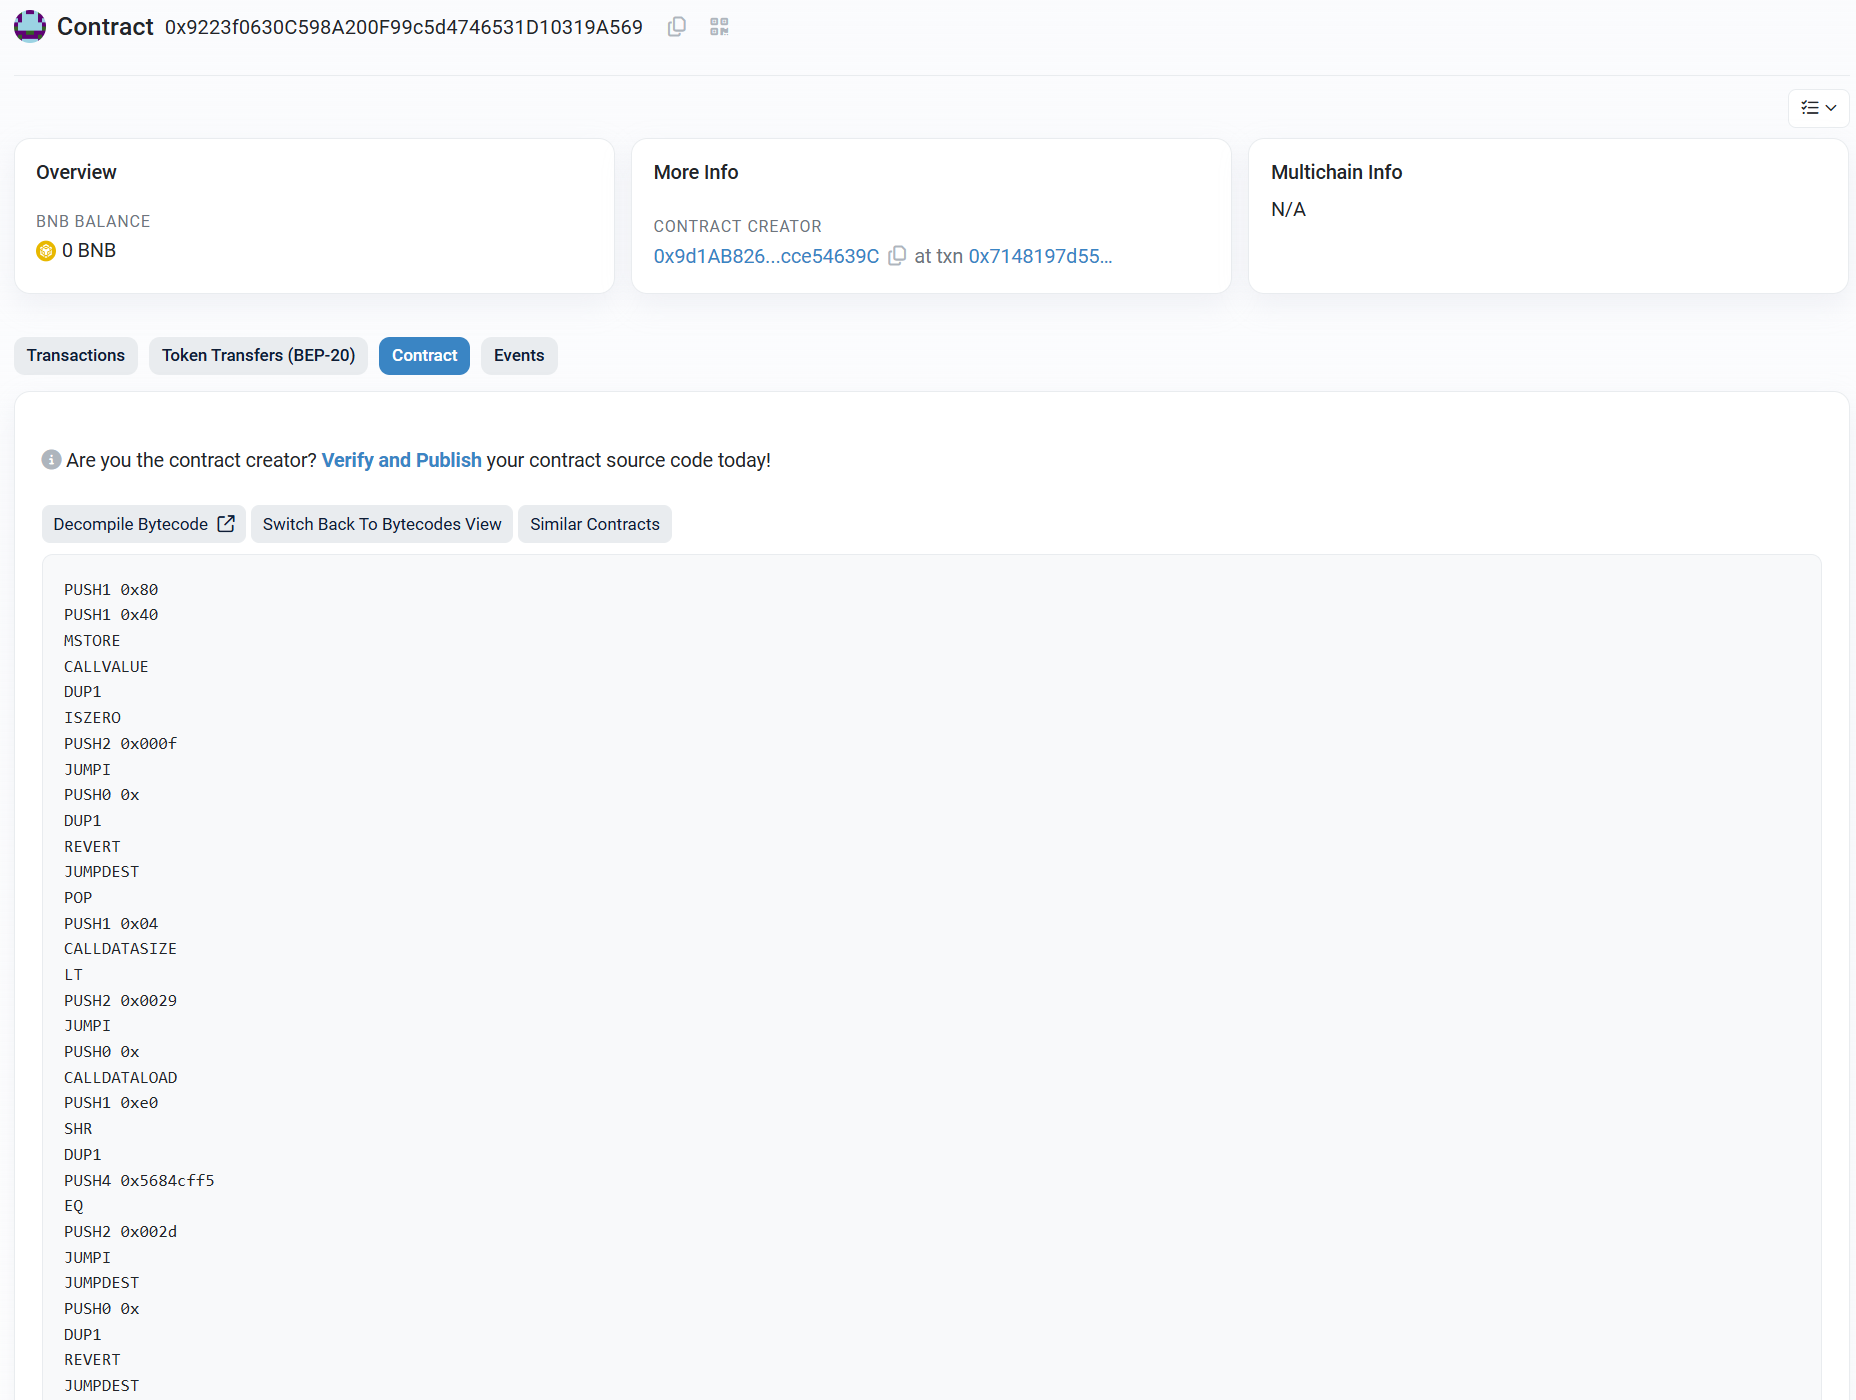 Contract 0x9223f0630C598A200F99c5d4746531D10319A569
Overview
BNB BALANCE
0 BNB
More Info
CONTRACT CREATOR
0x9d1AB826...cce54639C at txn 0x7148197d55...
Multichain Info
N/A
Transactions
Token Transfers (BEP-20)
Contract
Events
Are you the contract creator? Verify and Publish your contract source code today!
Decompile Bytecode
Switch Back To Bytecodes View
Similar Contracts
PUSH1 0x80
PUSH1 0x40
MSTORE
CALLVALUE
DUP1
ISZERO
PUSH2 0x000f
JUMPI
PUSH0 0x
DUP1
REVERT
JUMPDEST
POP
PUSH1 0x04
CALLDATASIZE
LT
PUSH2 0x0029
JUMPI
PUSH0 0x
CALLDATALOAD
PUSH1 0xe0
SHR
DUP1
PUSH4 0x5684cff5
EQ
PUSH2 0x002d
JUMPI
JUMPDEST
PUSH0 0x
DUP1
REVERT
JUMPDEST